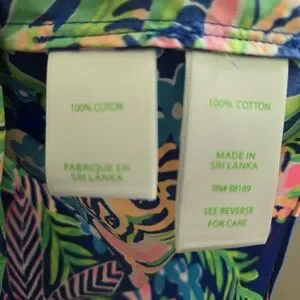 100% COTTON
FABRIQUE EN
SRI LANKA
100% COTTON
MADE IN
SRI LANKA
RN# 88189
SEE REVERSE
FOR CARE